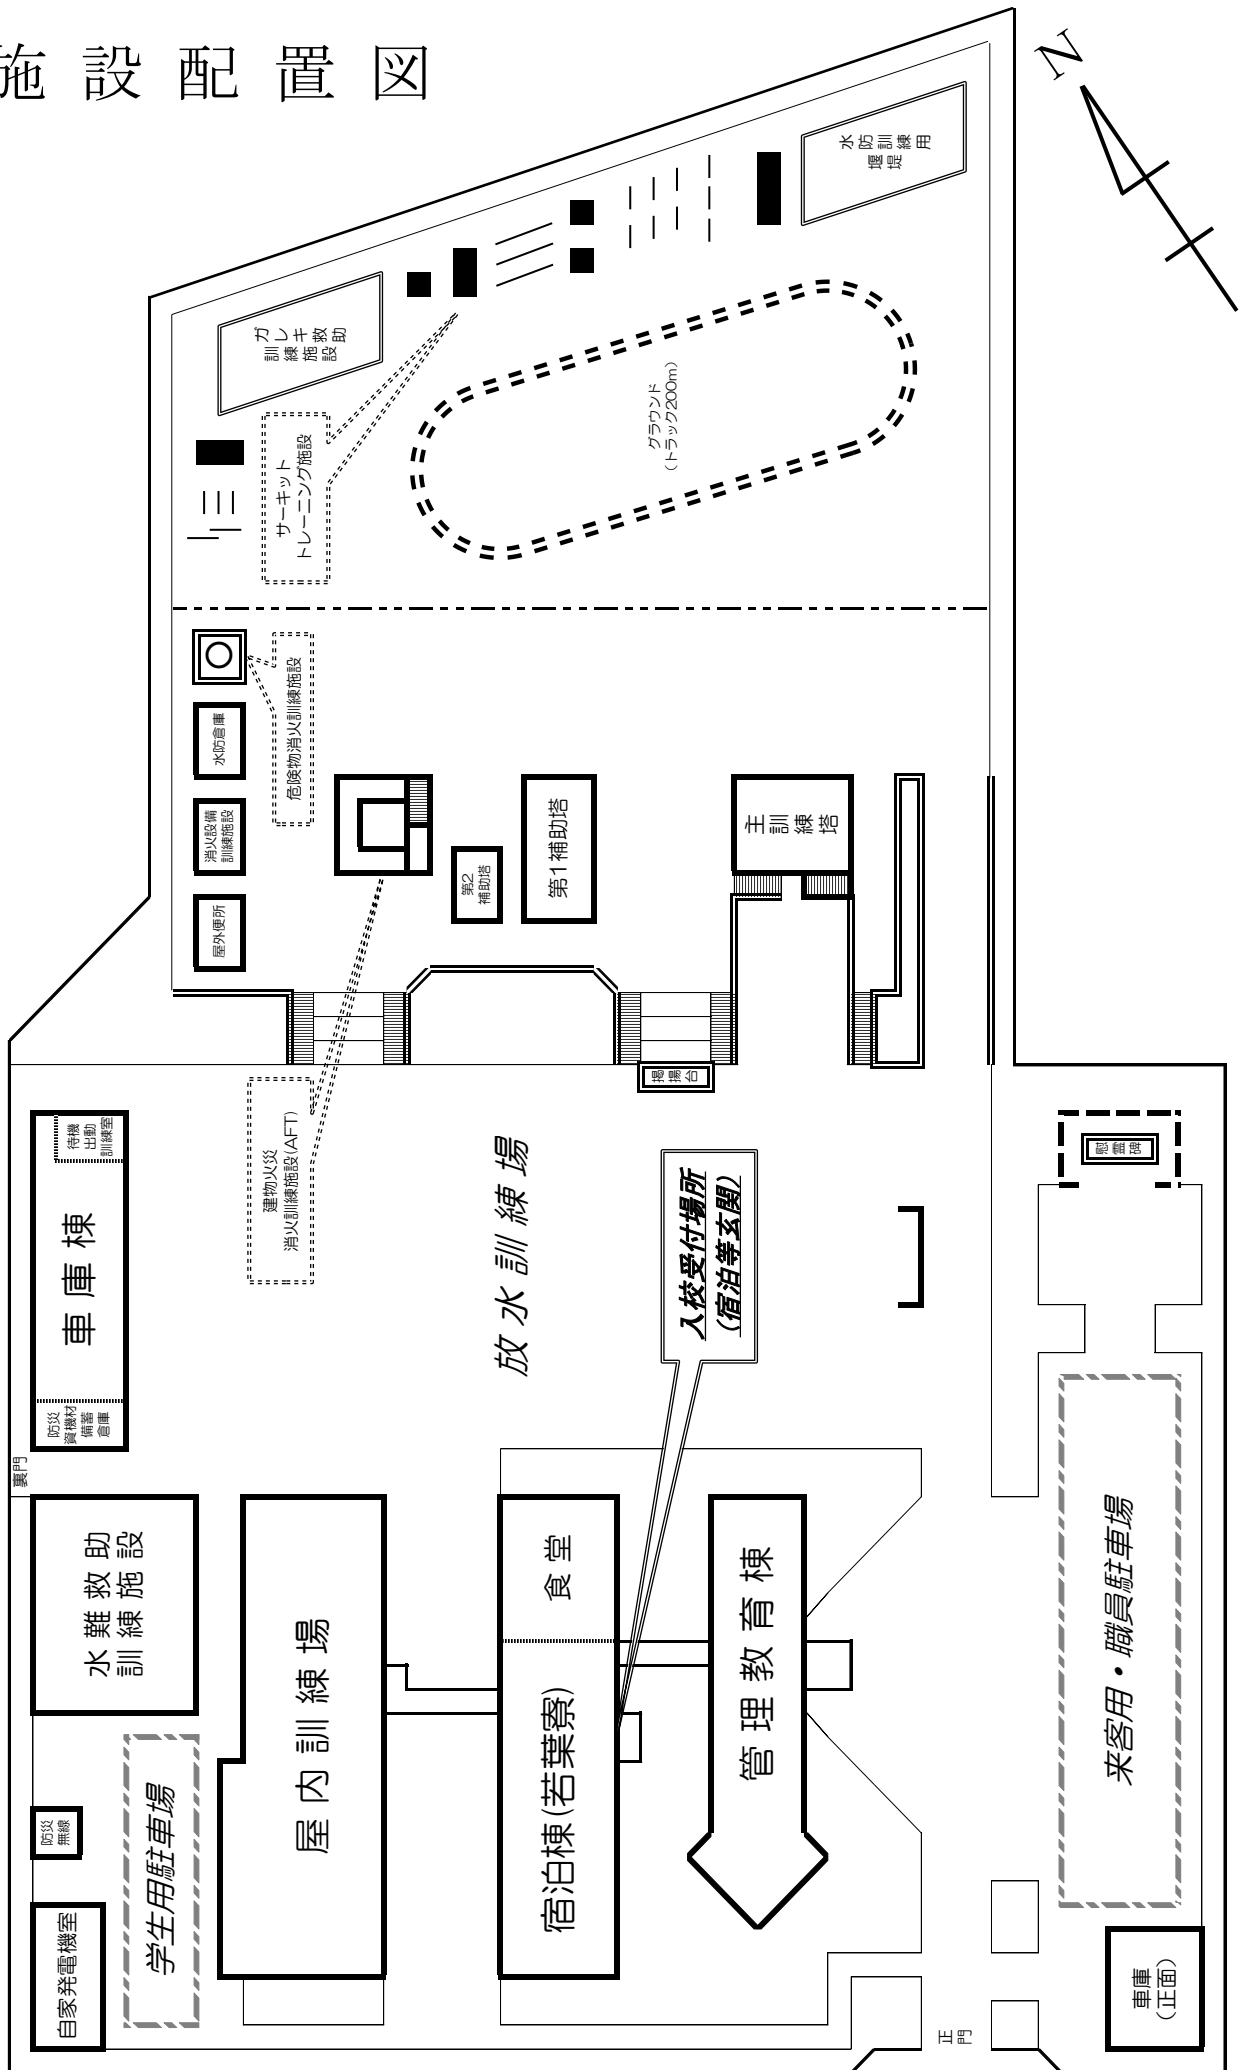 施設配置図
N
水防訓練用
堰堤
ガレキ救助
訓練施設
サーキット
トレーニング施設
グラウンド
(トラック200m)
危険物消火訓練施設
水防倉庫
消火設備
訓練施設
屋外便所
第2
補助塔
第1補助塔
主訓練塔
掲揚台
建物火災
消火訓練施設(AFT)
待機
出動
訓練室
車庫棟
防災
資機材
備蓄
倉庫
裏門
放水訓練場
入校受付場所
(宿泊等玄関)
慰霊碑
水難救助
訓練施設
屋内訓練場
食堂
宿泊棟(若葉寮)
管理教育棟
来客用・職員駐車場
学生用駐車場
防災
無線
自家発電機室
正門
車庫
(正面)